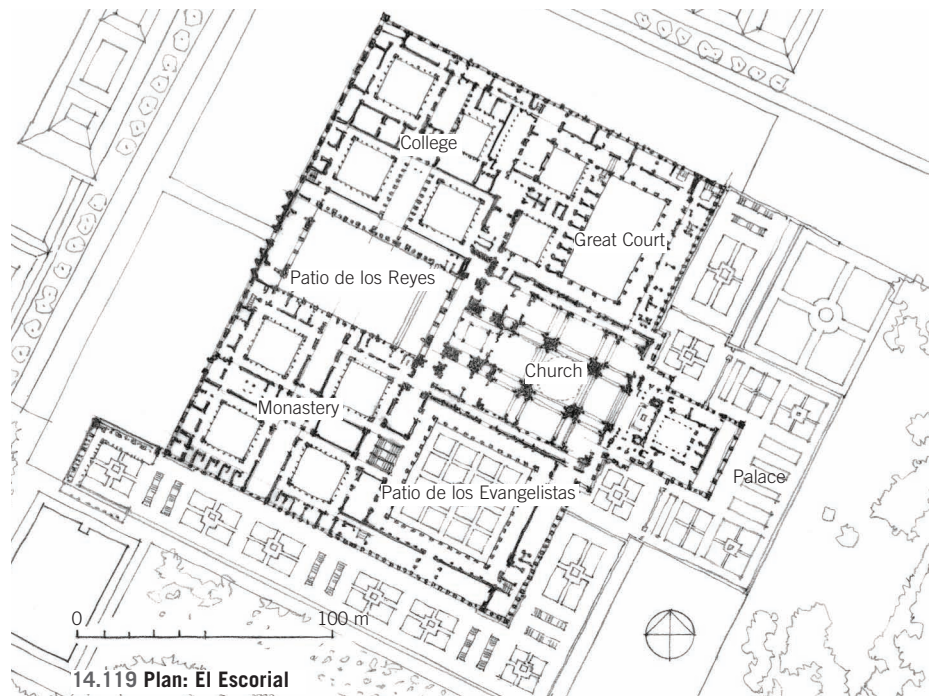 College
Great Court
Patio de los Reyes
Church
Monastery
Palace
Patio de los Evangelistas
0 100 m
14.119 Plan: El Escorial